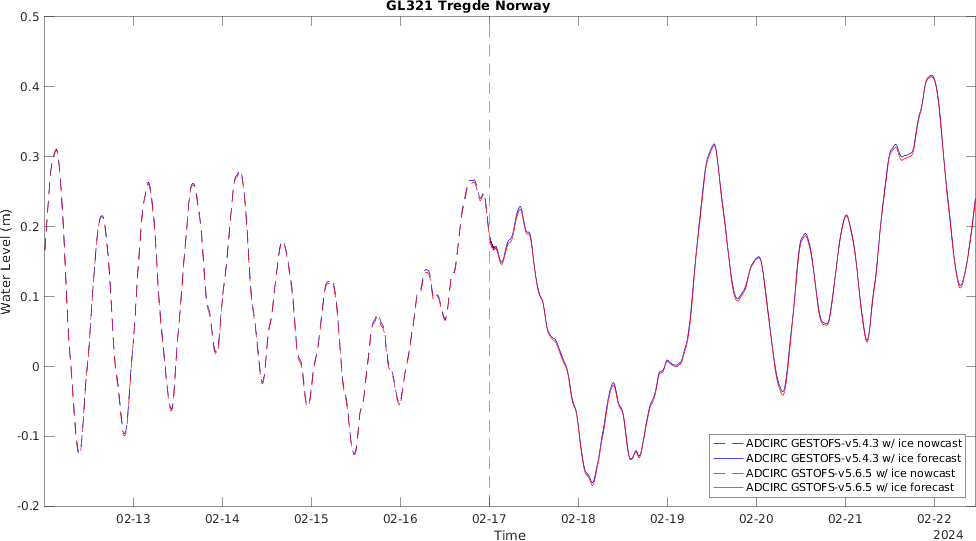 GL321 Tregde Norway
0.5
0.4
0.3
0.2
0.1
0
-0.1
-0.2
Water Level (m)
ADCIRC GESTOFS-v5.4.3 w/ ice nowcast
ADCIRC GESTOFS-v5.4.3 w/ ice forecast
ADCIRC GSTOFS-v5.6.5 w/ ice nowcast
ADCIRC GSTOFS-v5.6.5 w/ ice forecast
02-13 02-14 02-15 02-16 02-17 02-18 02-19 02-20 02-21 02-22
Time 2024